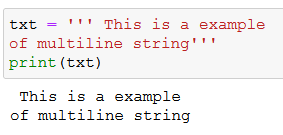 txt = ''' This is a example
of multiline string'''
print(txt)
 This is a example
of multiline string